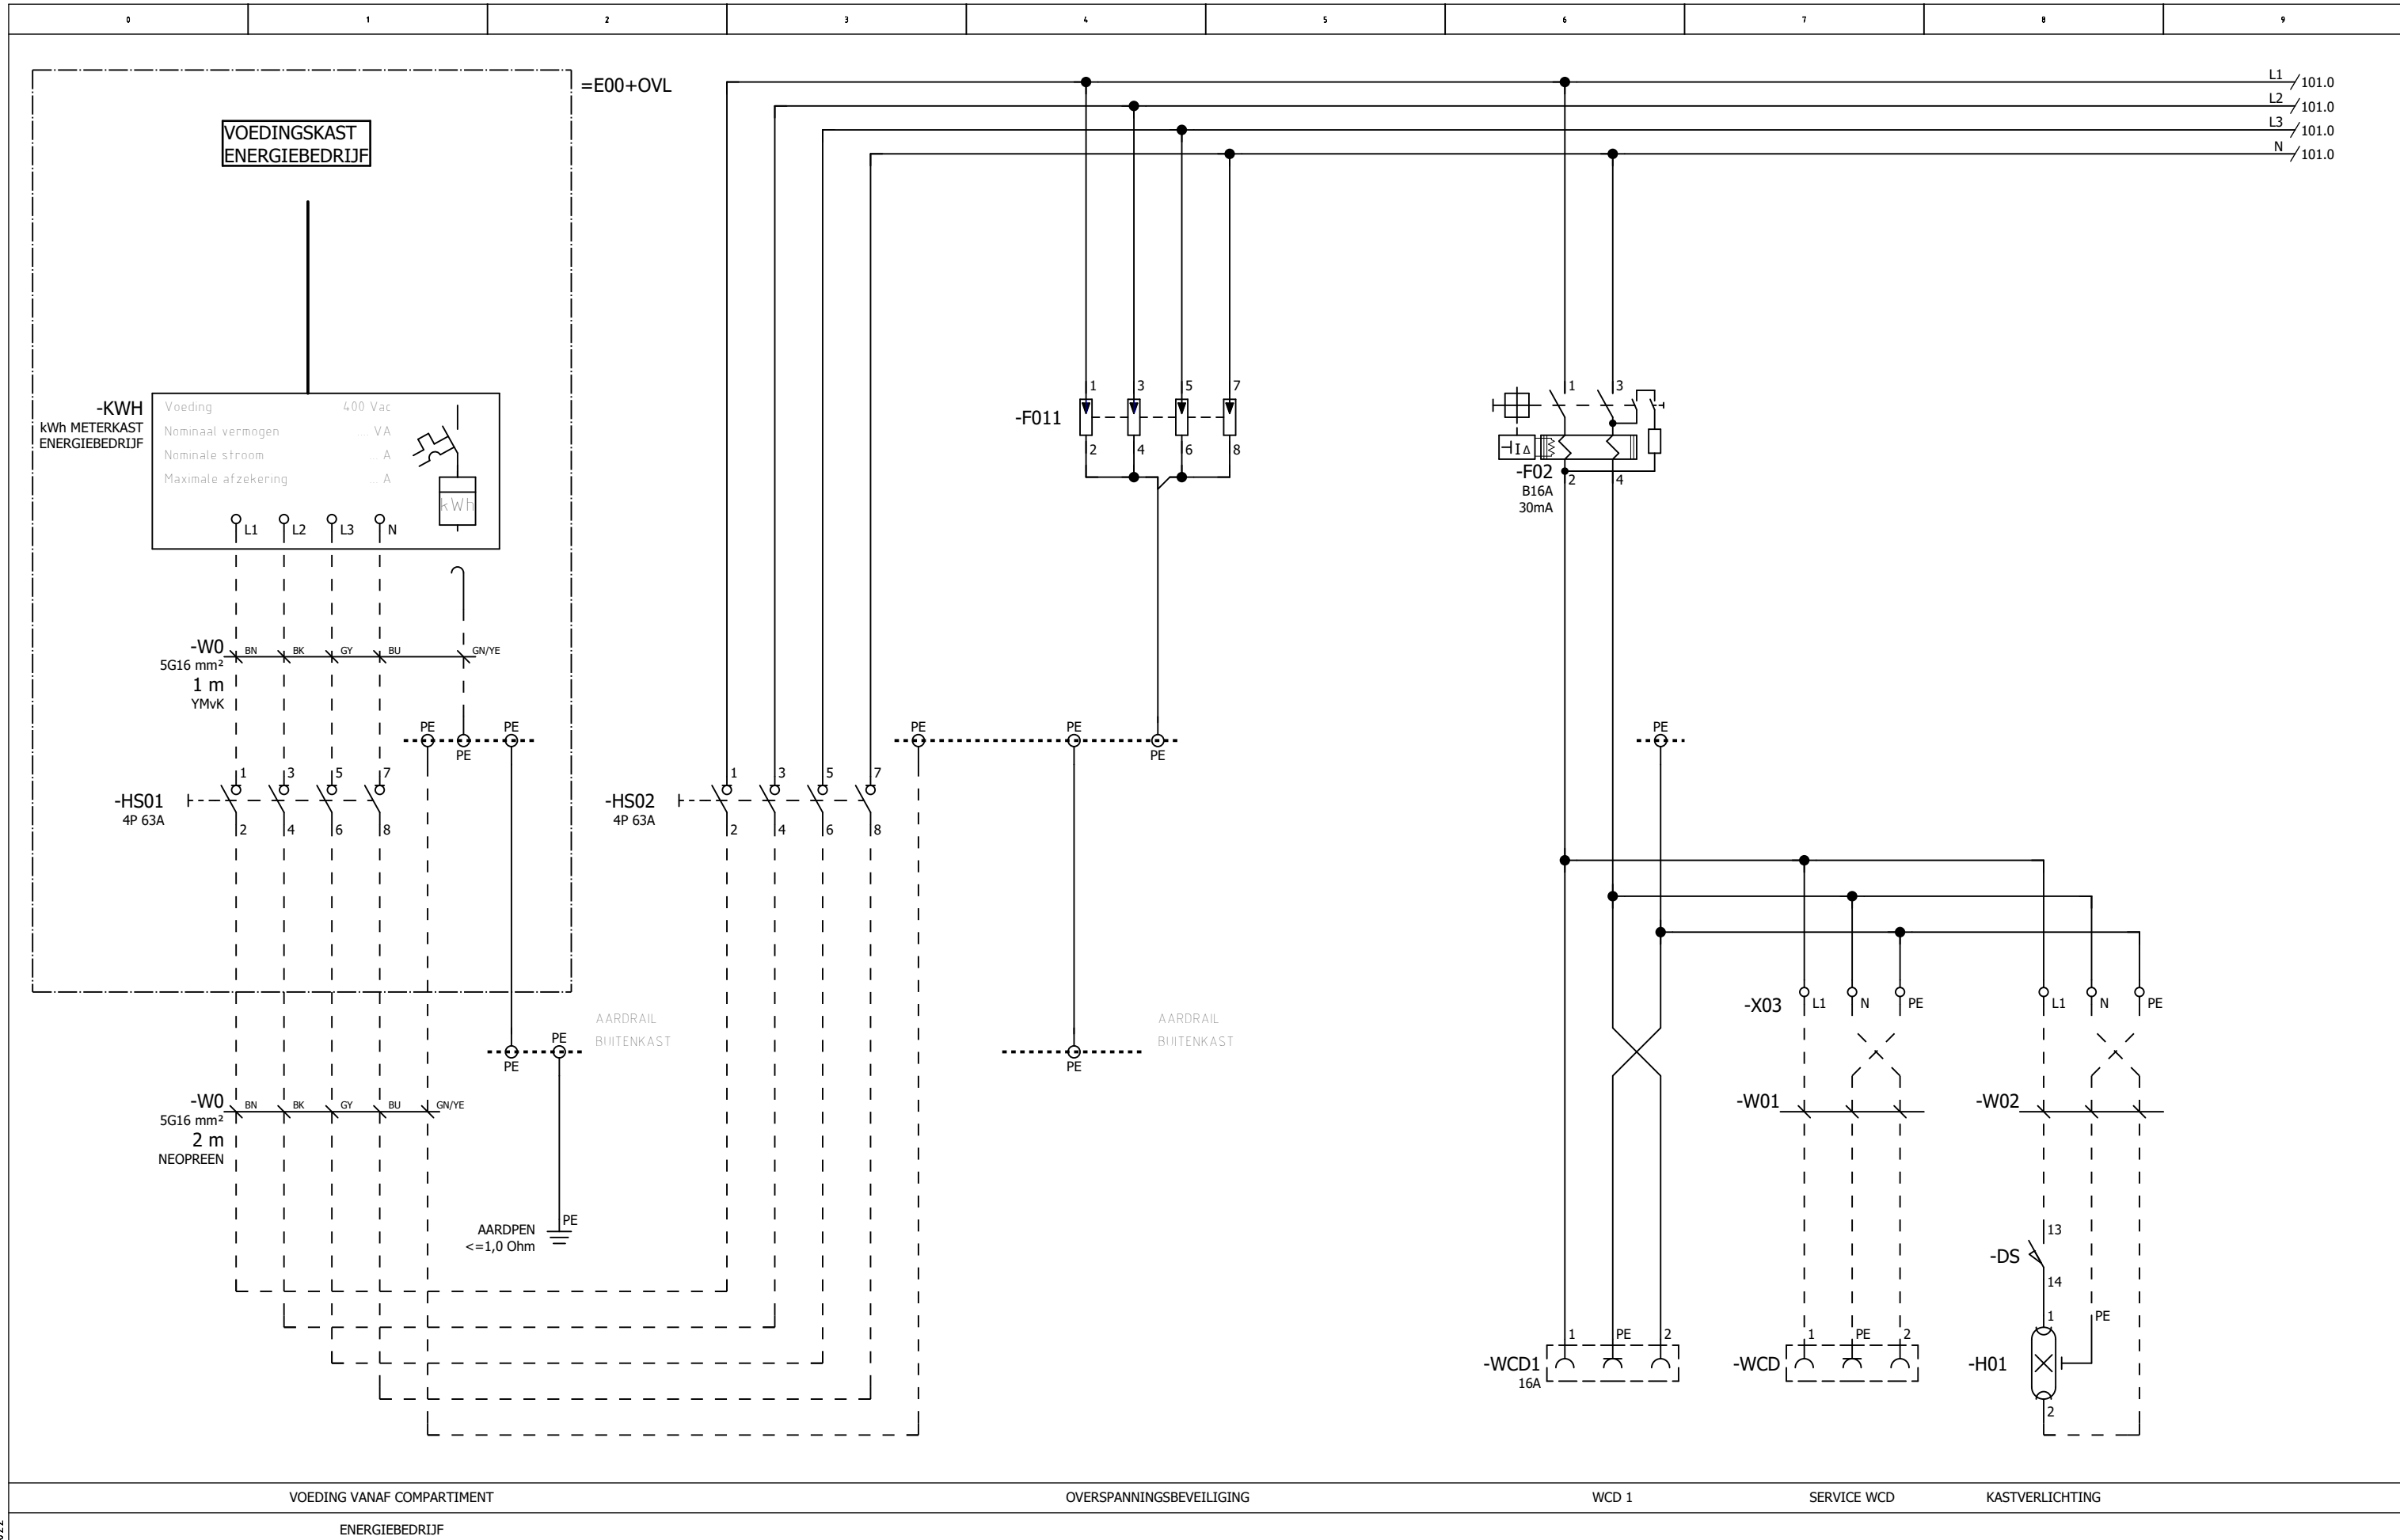 0 1 2 3 4 5 6 7 8 9
=E00+OVL
VOEDINGSKAST
ENERGIEBEDRIJF
L1 /101.0
L2 /101.0
L3 /101.0
N /101.0
-KWH
kWh METERKAST
ENERGIEBEDRIJF
Voeding 400 Vac
Nominaal vermogen ... VA
Nominale stroom ... A
Maximale afzekering ... A
kWh
L1 L2 L3 N
-F011
1 3 5 7
2 4 6 8
1 3
I∆
-F02
B16A
30mA
2 4
-W0
5G16 mm²
1 m
YMvK
BN BK GY BU GN/YE
PE PE
PE
PE PE
PE
PE
-HS01
4P 63A
1 3 5 7
2 4 6 8
-HS02
4P 63A
1 3 5 7
2 4 6 8
AARDRAIL
BUITENKAST
PE
PE
AARDRAIL
BUITENKAST
PE
-X03
L1 N PE
L1 N PE
-W0
5G16 mm²
2 m
NEOPREEN
BN BK GY BU GN/YE
-W01
-W02
AARDPEN
<=1,0 Ohm
PE
-DS
13
14
-WCD1
16A
1 PE 2
-WCD
1 PE 2
-H01
1
PE
2
VOEDING VANAF COMPARTIMENT
OVERSPANNINGSBEVEILIGING
WCD 1
SERVICE WCD
KASTVERLICHTING
ENERGIEBEDRIJF